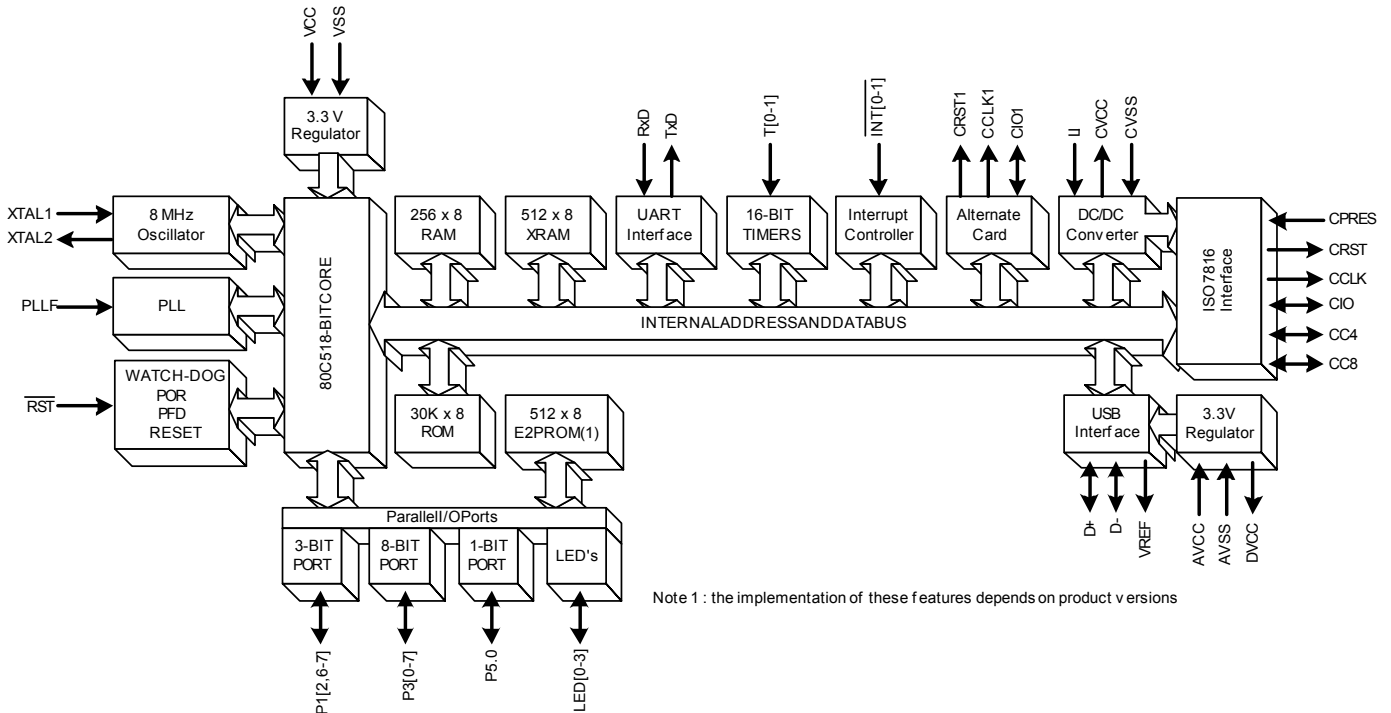 VCC
VSS
3.3 V
Regulator
RxD
TxD
T[0-1]
INT[0-1]
CRST1
CCLK1
CIO1
LI
CVCC
CVSS
XTAL1
XTAL2
8 MHz
Oscillator
256 x 8
RAM
512 x 8
XRAM
UART
Interface
16-BIT
TIMERS
Interrupt
Controller
Alternate
Card
DC/DC
Converter
ISO7816
Interface
CPRES
CRST
CCLK
CIO
CC4
CC8
PLLF
PLL
80C518-BITCORE
INTERNALADDRESSANDDATABUS
RST
WATCH-DOG
POR
PFD
RESET
30K x 8
ROM
512 x 8
E2PROM(1)
USB
Interface
3.3V
Regulator
D+
D-
VREF
AVCC
AVSS
DVCC
ParallelI/OPorts
3-BIT
PORT
8-BIT
PORT
1-BIT
PORT
LED's
P1[2,6-7]
P3[0-7]
P5.0
LED[0-3]
Note 1 : the implementation of these features depends on product versions